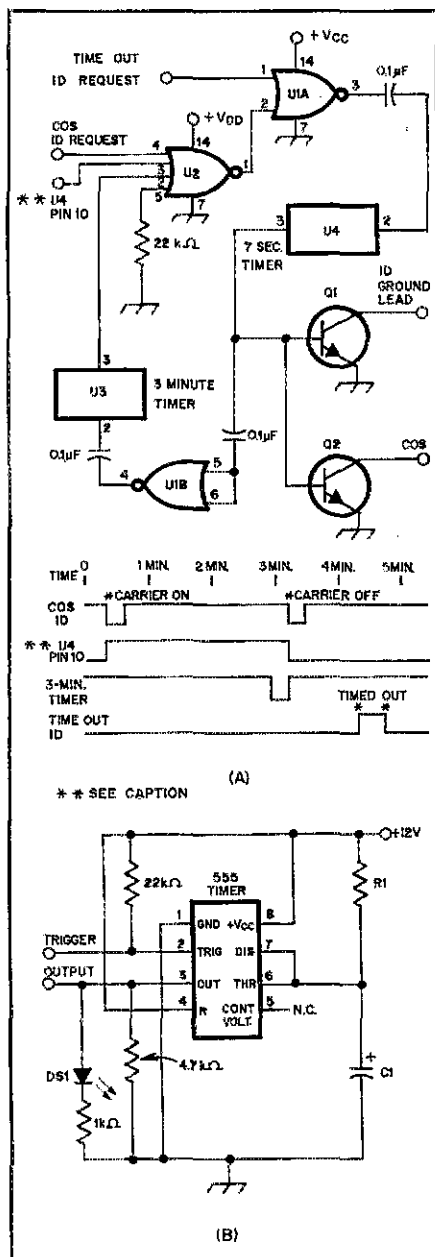 +VCC
TIME OUT
ID REQUEST
1
14
U1A
3
0.1µF
2
7
COS
ID REQUEST
+VDD
4
14
3
U2
1
** U4
PIN 10
5
7
22 kΩ
3
U4
2
7 SEC.
TIMER
Q1
ID
GROUND
LEAD
3
U3
3 MINUTE
TIMER
2
0.1µF
0.1µF
4
U1B
5
6
Q2
COS
TIME 0 1 MIN. 2 MIN. 3 MIN. 4 MIN. 5 MIN.
COS
ID
*CARRIER ON
*CARRIER OFF
** U4
PIN 10
3-MIN.
TIMER
TIMED OUT
* *
TIME OUT
ID
(A)
** SEE CAPTION
+12V
22kΩ
555
TIMER
R1
1 GND +VCC 8
TRIGGER
2 TRIG DIS 7
OUTPUT
3 OUT THR 6
4 R CONT VOLT. 5 N.C.
4.7kΩ
+
C1
DS1
1kΩ
(B)